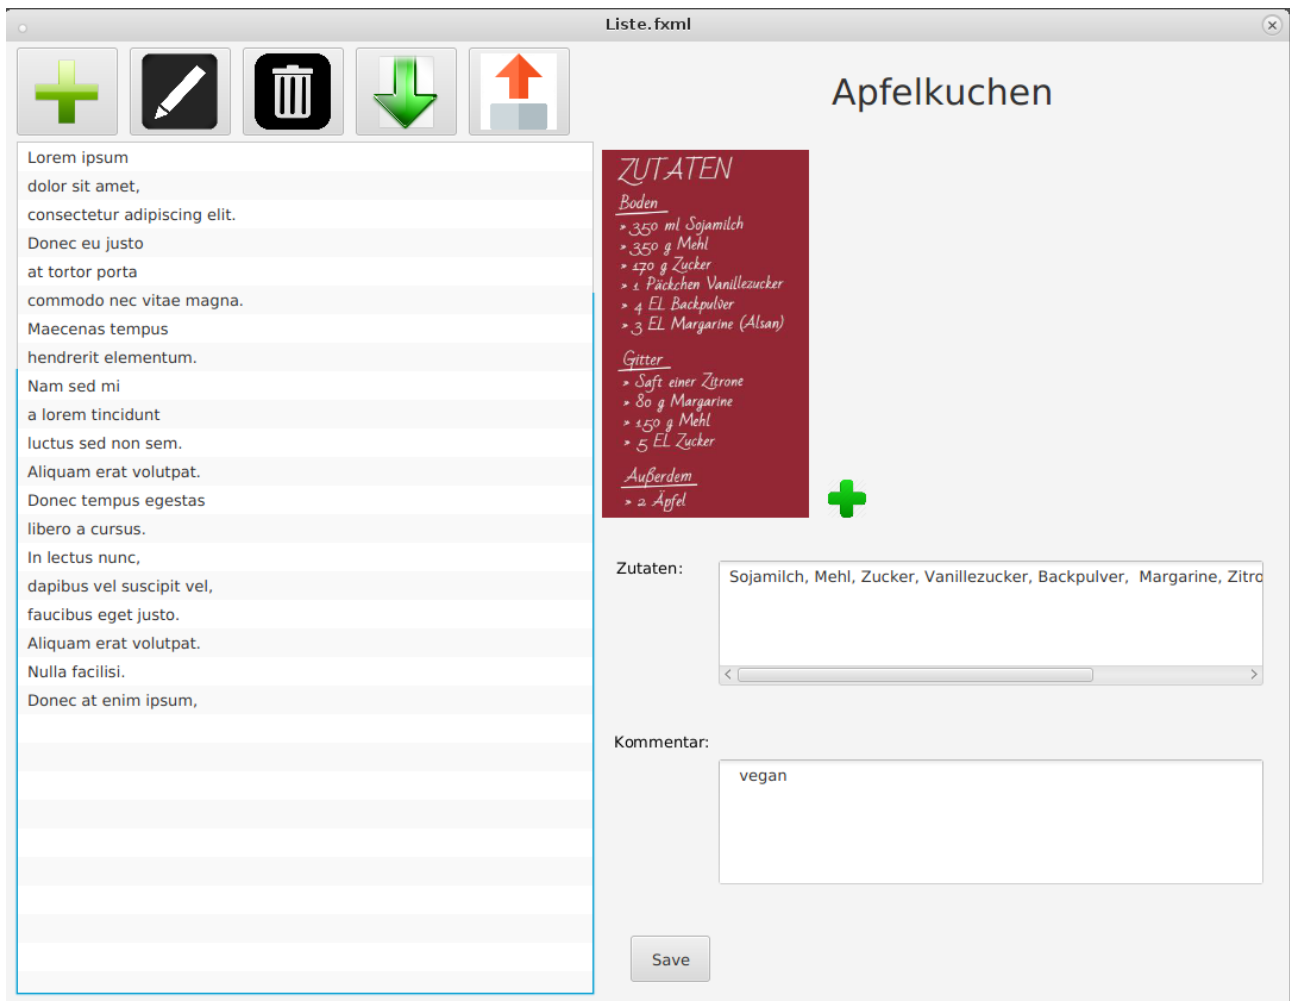 Liste.fxml
Apfelkuchen
Lorem ipsum
dolor sit amet,
consectetur adipiscing elit.
Donec eu justo
at tortor porta
commodo nec vitae magna.
Maecenas tempus
hendrerit elementum.
Nam sed mi
a lorem tincidunt
luctus sed non sem.
Aliquam erat volutpat.
Donec tempus egestas
libero a cursus.
In lectus nunc,
dapibus vel suscipit vel,
faucibus eget justo.
Aliquam erat volutpat.
Nulla facilisi.
Donec at enim ipsum,
ZUTATEN
Boden
» 350 ml Sojamilch
» 350 g Mehl
» 170 g Zucker
» 1 Päckchen Vanillezucker
» 4 EL Backpulver
» 3 EL Margarine (Alsan)
Gitter
» Saft einer Zitrone
» 80 g Margarine
» 150 g Mehl
» 5 EL Zucker
Außerdem
» 2 Äpfel
Zutaten:
Sojamilch, Mehl, Zucker, Vanillezucker, Backpulver,  Margarine, Zitro
Kommentar:
vegan
Save